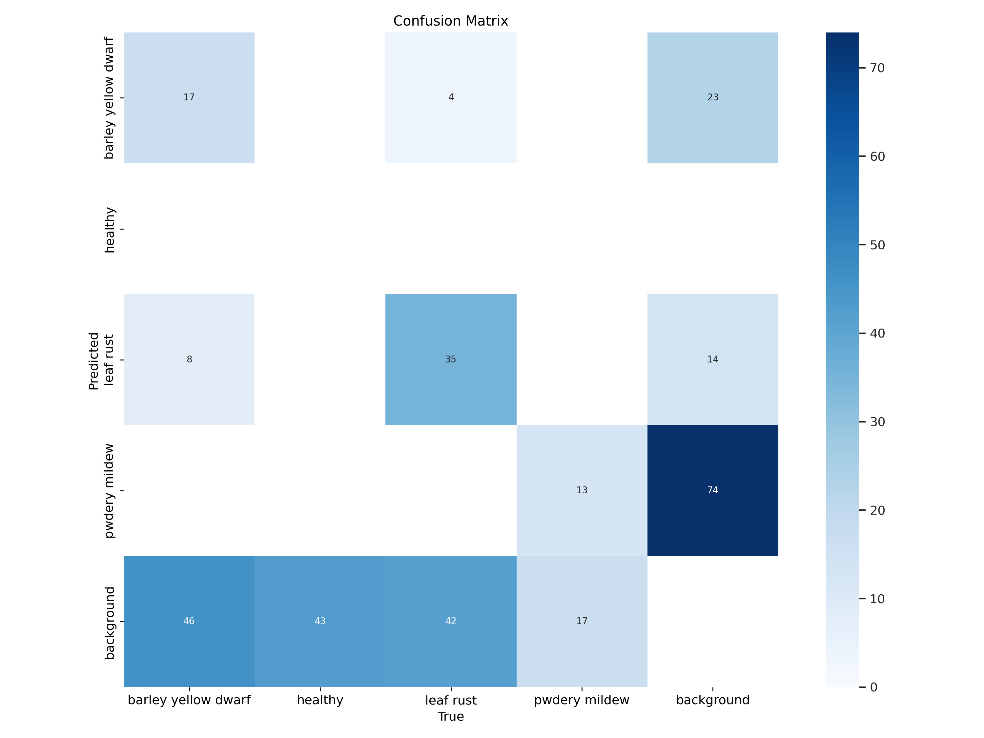 Confusion Matrix
barley yellow dwarf
17
4
23
70
60
healthy
50
40
Predicted
leaf rust
8
35
14
30
pwdery mildew
13
74
20
10
background
46
43
42
17
0
barley yellow dwarf
healthy
leaf rust
pwdery mildew
background
True